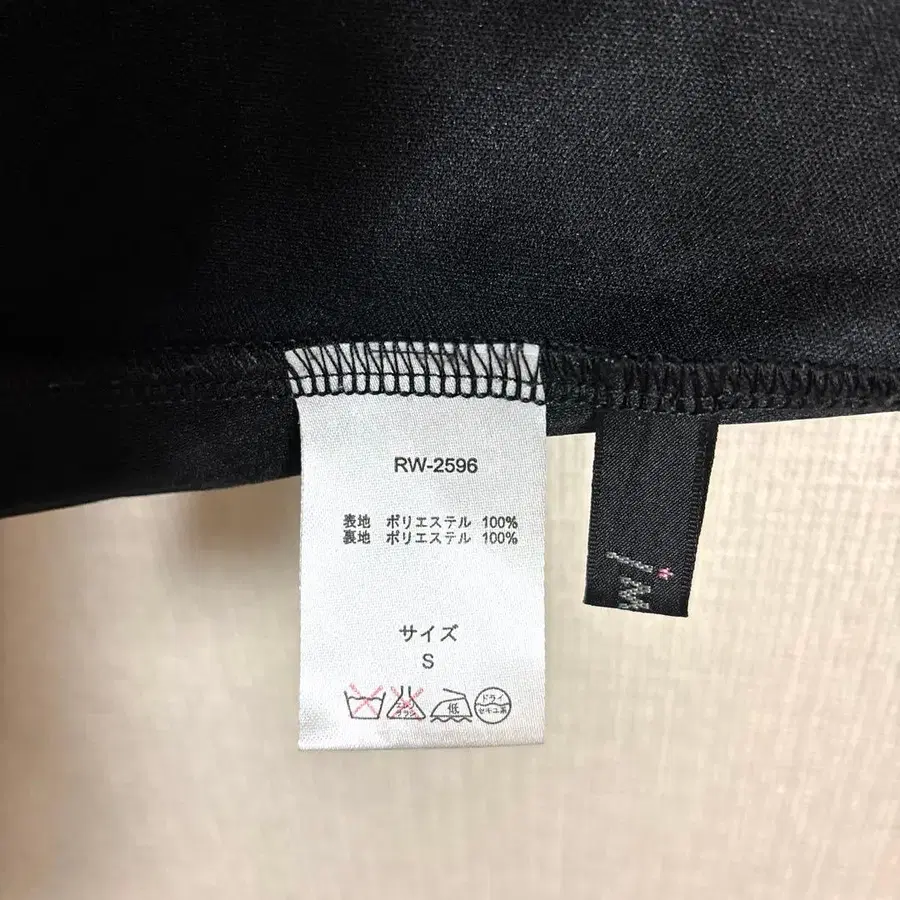 RW-2596
表地 ポリエステル 100%
裏地 ポリエステル 100%
サイズ
S
低
ドライ
セキユ系